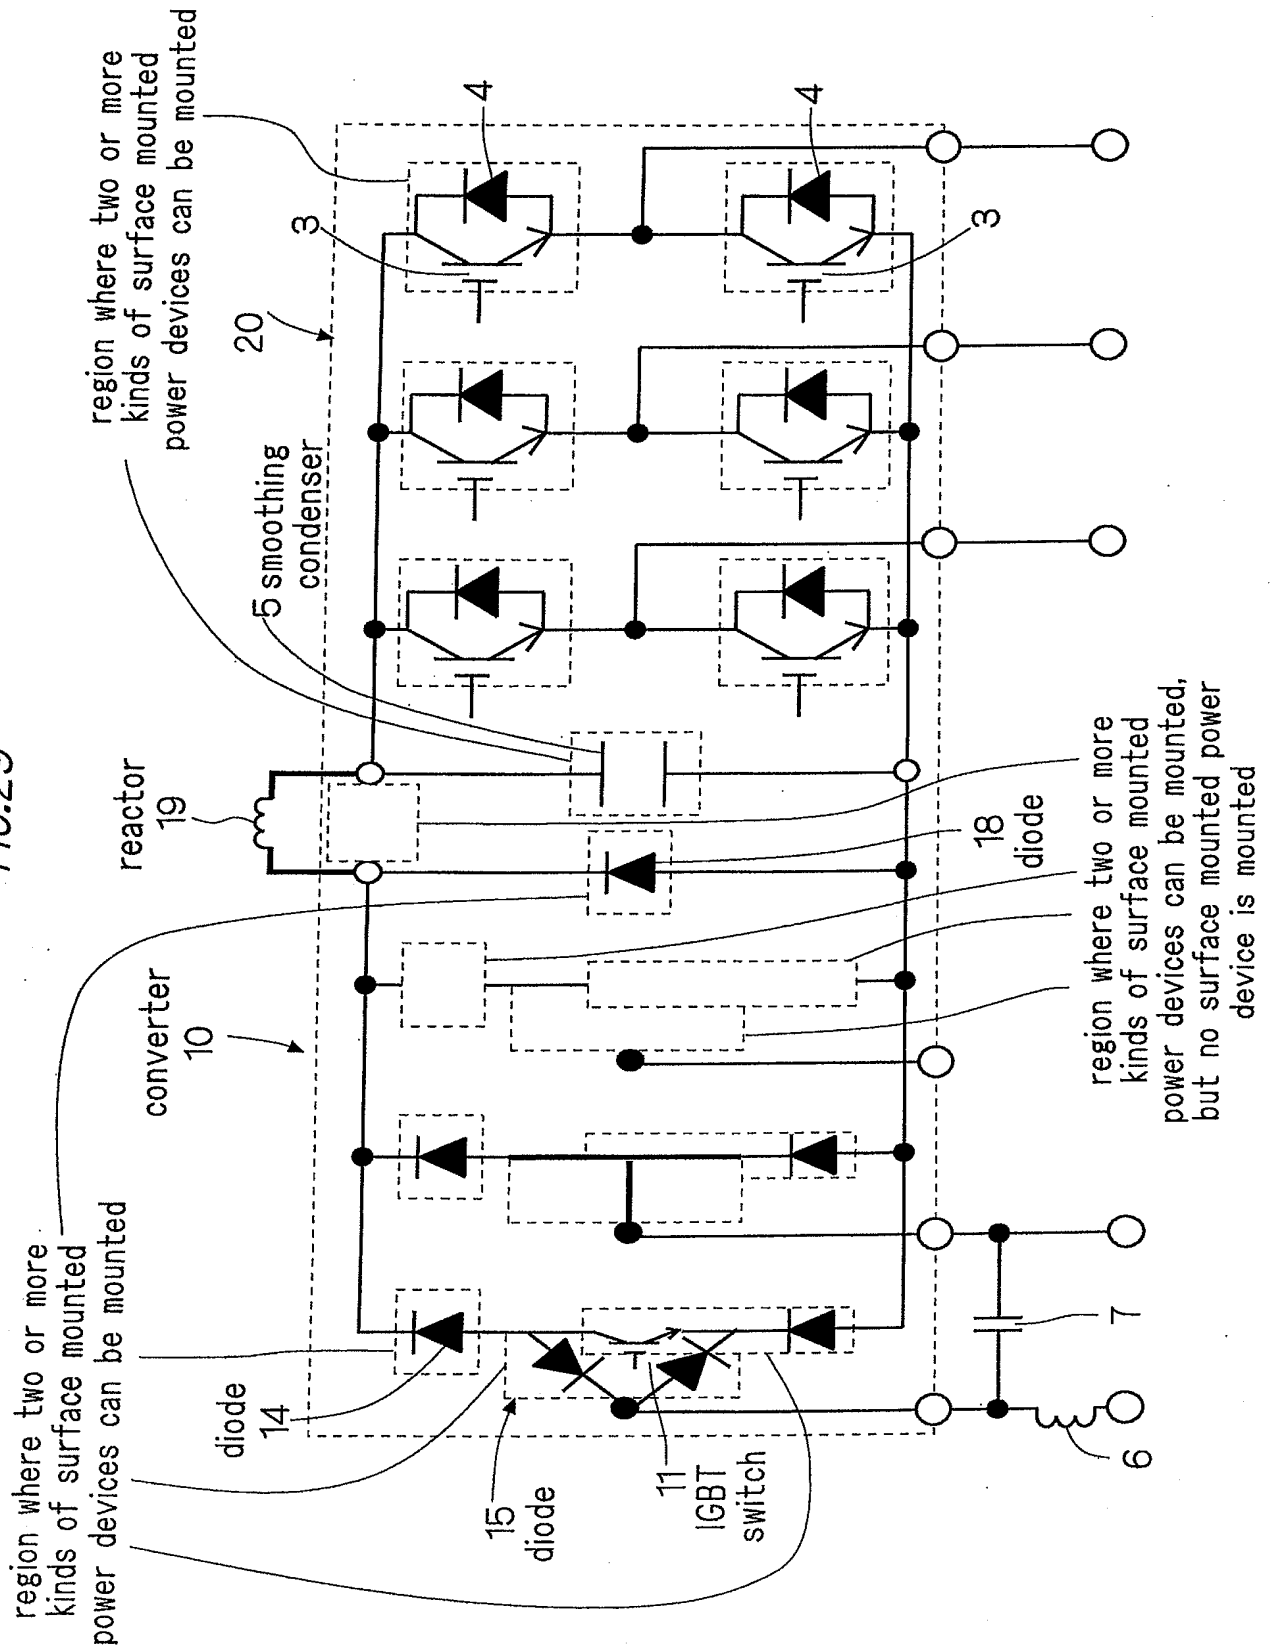 region where two or more
kinds of surface mounted
power devices can be mounted
region where two or more
kinds of surface mounted
power devices can be mounted
reactor
19
converter
10
20
5 smoothing
condenser
diode
14
3
4
15
diode
11
IGBT
switch
18
diode
4
3
region where two or more
kinds of surface mounted
power devices can be mounted,
but no surface mounted power
device is mounted
6
7